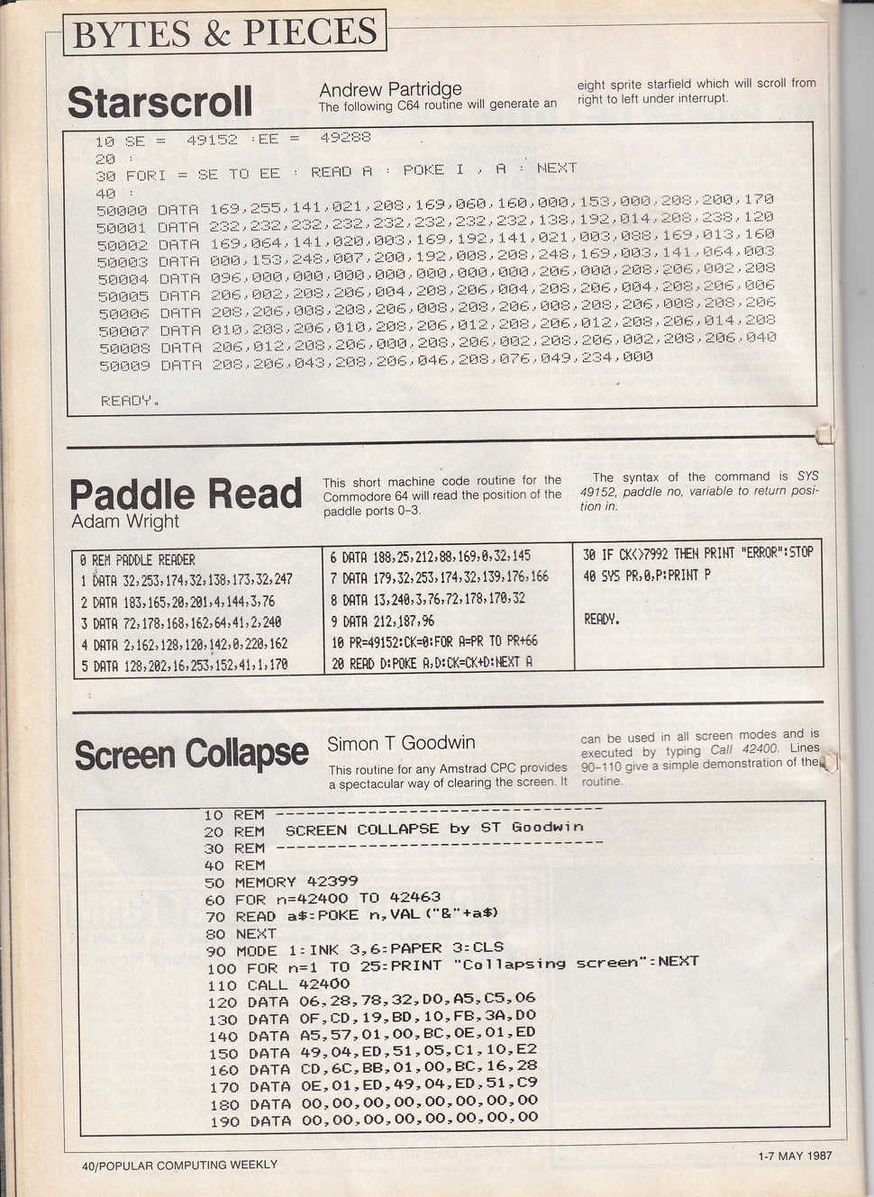 BYTES & PIECES
Starscroll
Andrew Partridge
The following C64 routine will generate an
eight sprite starfield which will scroll from
right to left under interrupt.
10 SE = 49152 :EE = 49288
20 :
30 FORI = SE TO EE : READ A : POKE I , A : NEXT
40 :
50000 DATA 169,255,141,021,208,169,060,160,000,153,000,208,200,170
50001 DATA 232,232,232,232,232,232,232,232,232,138,192,014,208,238,120
50002 DATA 169,064,141,020,003,169,192,141,021,003,088,169,013,160
50003 DATA 000,153,248,007,200,192,008,208,248,169,003,141,064,003
50004 DATA 096,000,000,000,000,000,000,000,000,206,000,208,206,002,208
50005 DATA 206,002,208,206,004,208,206,004,208,206,004,208,206,006
50006 DATA 208,206,008,208,206,008,208,206,008,208,206,008,208,206
50007 DATA 010,208,206,010,208,206,012,208,206,012,208,206,014,208
50008 DATA 206,012,208,206,000,208,206,002,208,206,002,208,206,040
50009 DATA 208,206,043,208,206,046,208,076,049,234,000
READY.
Paddle Read
Adam Wright
This short machine code routine for the
Commodore 64 will read the position of the
paddle ports 0–3.
The syntax of the command is SYS
49152, paddle no, variable to return posi-
tion in.
0 REM PADDLE READER
1 DATA 32,253,174,32,138,173,32,247
2 DATA 183,165,20,201,4,144,3,76
3 DATA 72,178,168,162,64,41,2,240
4 DATA 2,162,128,120,142,0,220,162
5 DATA 128,202,16,253,152,41,1,170
6 DATA 188,25,212,88,169,0,32,145
7 DATA 179,32,253,174,32,139,176,166
8 DATA 13,240,3,76,72,178,170,32
9 DATA 212,187,96
10 PR=49152:CK=0:FOR A=PR TO PR+66
20 READ D:POKE A,D:CK=CK+D:NEXT A
30 IF CK<>7992 THEN PRINT "ERROR":STOP
40 SYS PR,0,P:PRINT P
READY.
Screen Collapse
Simon T Goodwin
This routine for any Amstrad CPC provides
a spectacular way of clearing the screen. It
can be used in all screen modes and is
executed by typing Call 42400. Lines
90-110 give a simple demonstration of the
routine.
10 REM --------------------------------
20 REM SCREEN COLLAPSE by ST Goodwin
30 REM --------------------------------
40 REM
50 MEMORY 42399
60 FOR n=42400 TO 42463
70 READ a$:POKE n,VAL("&"+a$)
80 NEXT
90 MODE 1:INK 3,6:PAPER 3:CLS
100 FOR n=1 TO 25:PRINT "Collapsing screen":NEXT
110 CALL 42400
120 DATA 06,28,78,32,D0,A5,C5,06
130 DATA 0F,CD,19,BD,10,FB,3A,D0
140 DATA A5,57,01,00,BC,0E,01,ED
150 DATA 49,04,ED,51,05,C1,10,E2
160 DATA CD,6C,BB,01,00,BC,16,28
170 DATA 0E,01,ED,49,04,ED,51,C9
180 DATA 00,00,00,00,00,00,00,00
190 DATA 00,00,00,00,00,00,00,00
40/POPULAR COMPUTING WEEKLY
1-7 MAY 1987